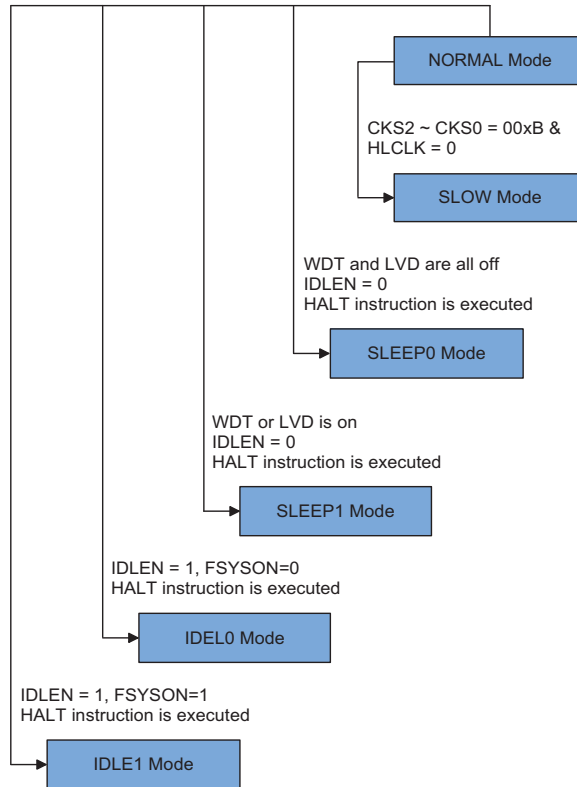 NORMAL Mode
CKS2 ~ CKS0 = 00xB &
HLCLK = 0
SLOW Mode
WDT and LVD are all off
IDLEN = 0
HALT instruction is executed
SLEEP0 Mode
WDT or LVD is on
IDLEN = 0
HALT instruction is executed
SLEEP1 Mode
IDLEN = 1, FSYSON=0
HALT instruction is executed
IDEL0 Mode
IDLEN = 1, FSYSON=1
HALT instruction is executed
IDLE1 Mode